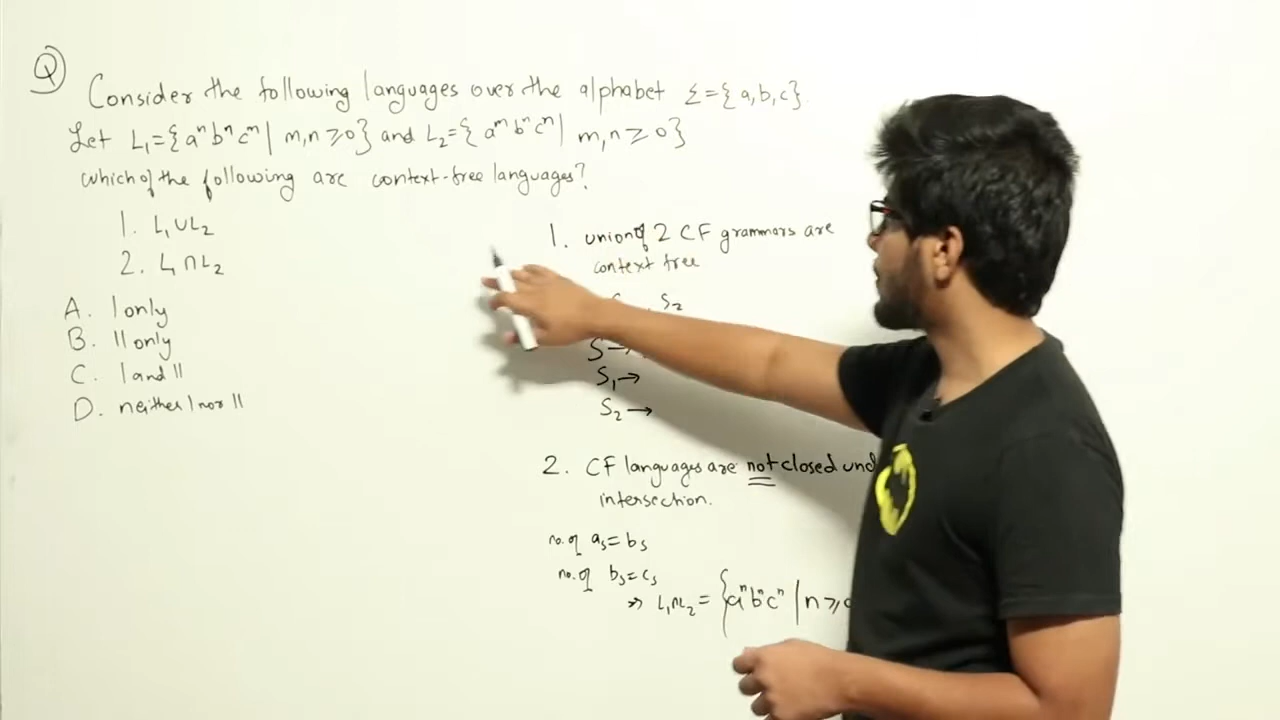 Q
Consider the following languages over the alphabet Σ={a,b,c}.
Let L₁={aⁿbⁿcᵐ| m,n ≥0} and L₂={aᵐbⁿcⁿ| m,n ≥ 0}
which of the following are context-free languages?
1. L₁∪L₂
2. L₁∩L₂
A. I only
B. II only
C. I and II
D. neither I nor II
1. union of 2 CF grammars are
context free
S₂
S→
S₁→
S₂→
2. CF languages are not closed
intersection.
no. of as=bs
no. of bs=cs
⇒ L₁∩L₂ = {aⁿbⁿcⁿ | n ≥